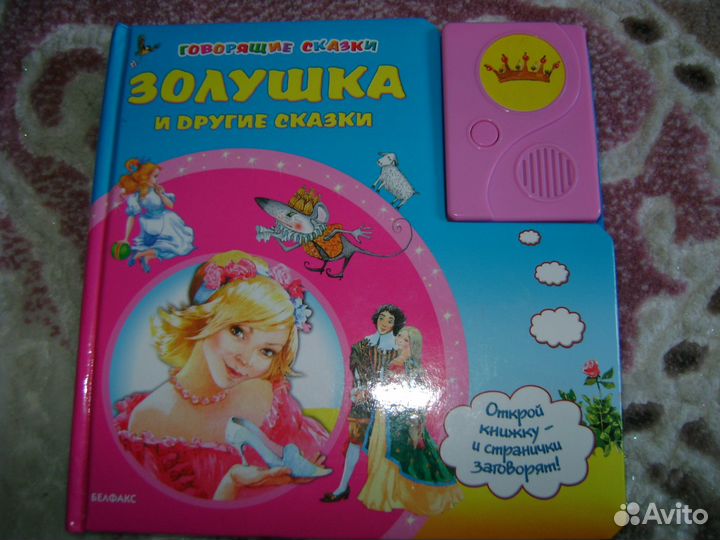 ГОВОРЯЩИЕ СКАЗКИ
ЗОЛУШКА
И ДРУГИЕ СКАЗКИ
Открой
книжку –
и странички
заговорят!
БЕЛФАКС
Avito